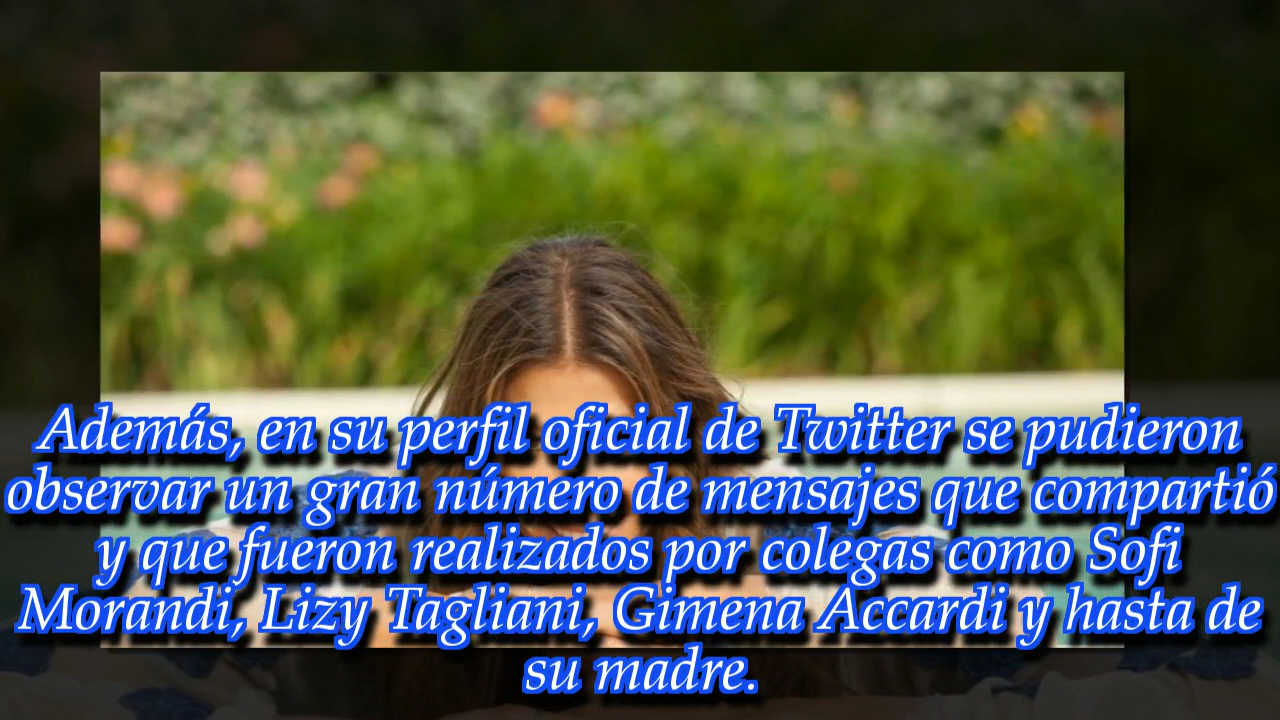 Además, en su perfil oficial de Twitter se pudieron
observar un gran número de mensajes que compartió
y que fueron realizados por colegas como Sofi
Morandi, Lizy Tagliani, Gimena Accardi y hasta de
su madre.